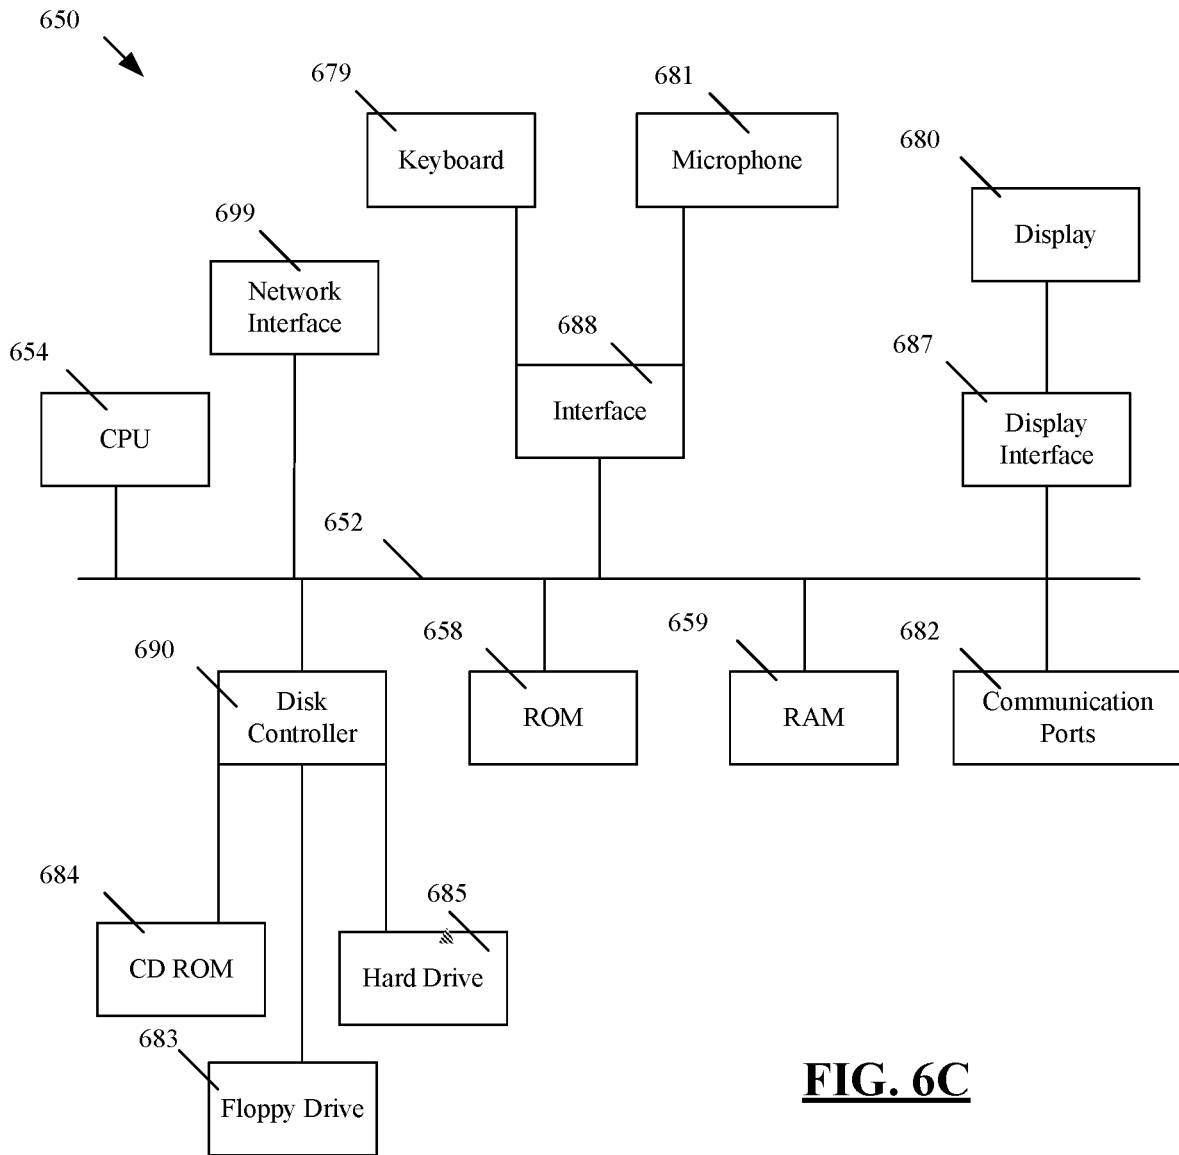 650
679
681
680
Keyboard
Microphone
699
Display
Network
Interface
688
687
654
Interface
Display
Interface
CPU
652
690
658
659
682
Disk
Controller
ROM
RAM
Communication
Ports
684
685
CD ROM
Hard Drive
683
Floppy Drive
FIG. 6C